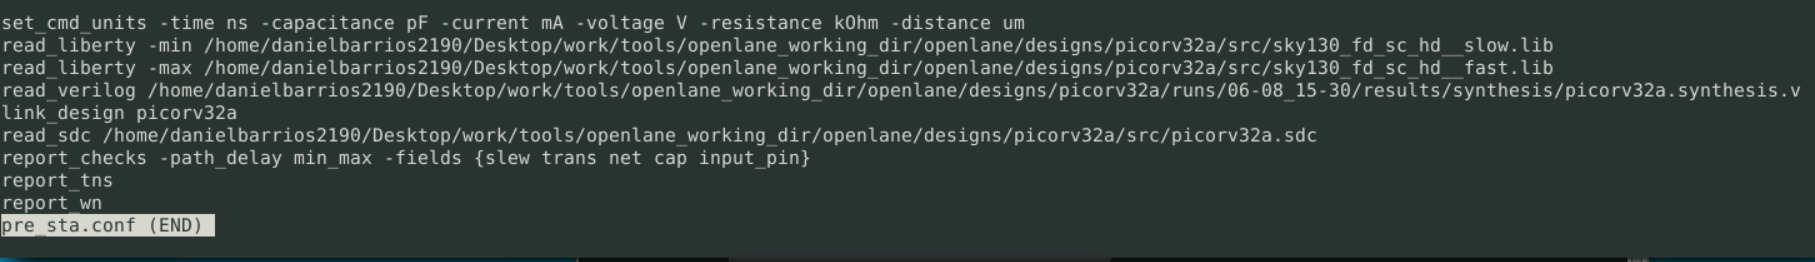 set_cmd_units -time ns -capacitance pF -current mA -voltage V -resistance kOhm -distance um
read_liberty -min /home/danielbarrios2190/Desktop/work/tools/openlane_working_dir/openlane/designs/picorv32a/src/sky130_fd_sc_hd__slow.lib
read_liberty -max /home/danielbarrios2190/Desktop/work/tools/openlane_working_dir/openlane/designs/picorv32a/src/sky130_fd_sc_hd__fast.lib
read_verilog /home/danielbarrios2190/Desktop/work/tools/openlane_working_dir/openlane/designs/picorv32a/runs/06-08_15-30/results/synthesis/picorv32a.synthesis.v
link_design picorv32a
read_sdc /home/danielbarrios2190/Desktop/work/tools/openlane_working_dir/openlane/designs/picorv32a/src/picorv32a.sdc
report_checks -path_delay min_max -fields {slew trans net cap input_pin}
report_tns
report_wn
pre_sta.conf (END)